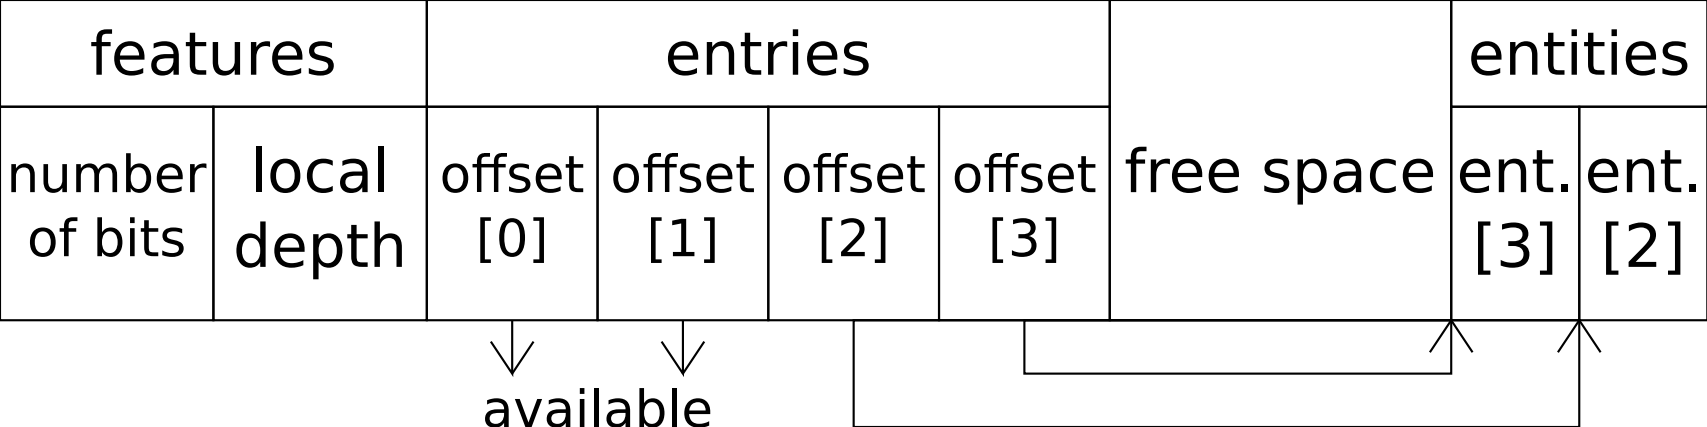 features
entries
entities
number
of bits
local
depth
offset
[0]
offset
[1]
offset
[2]
offset
[3]
free space
ent.
[3]
ent.
[2]
available